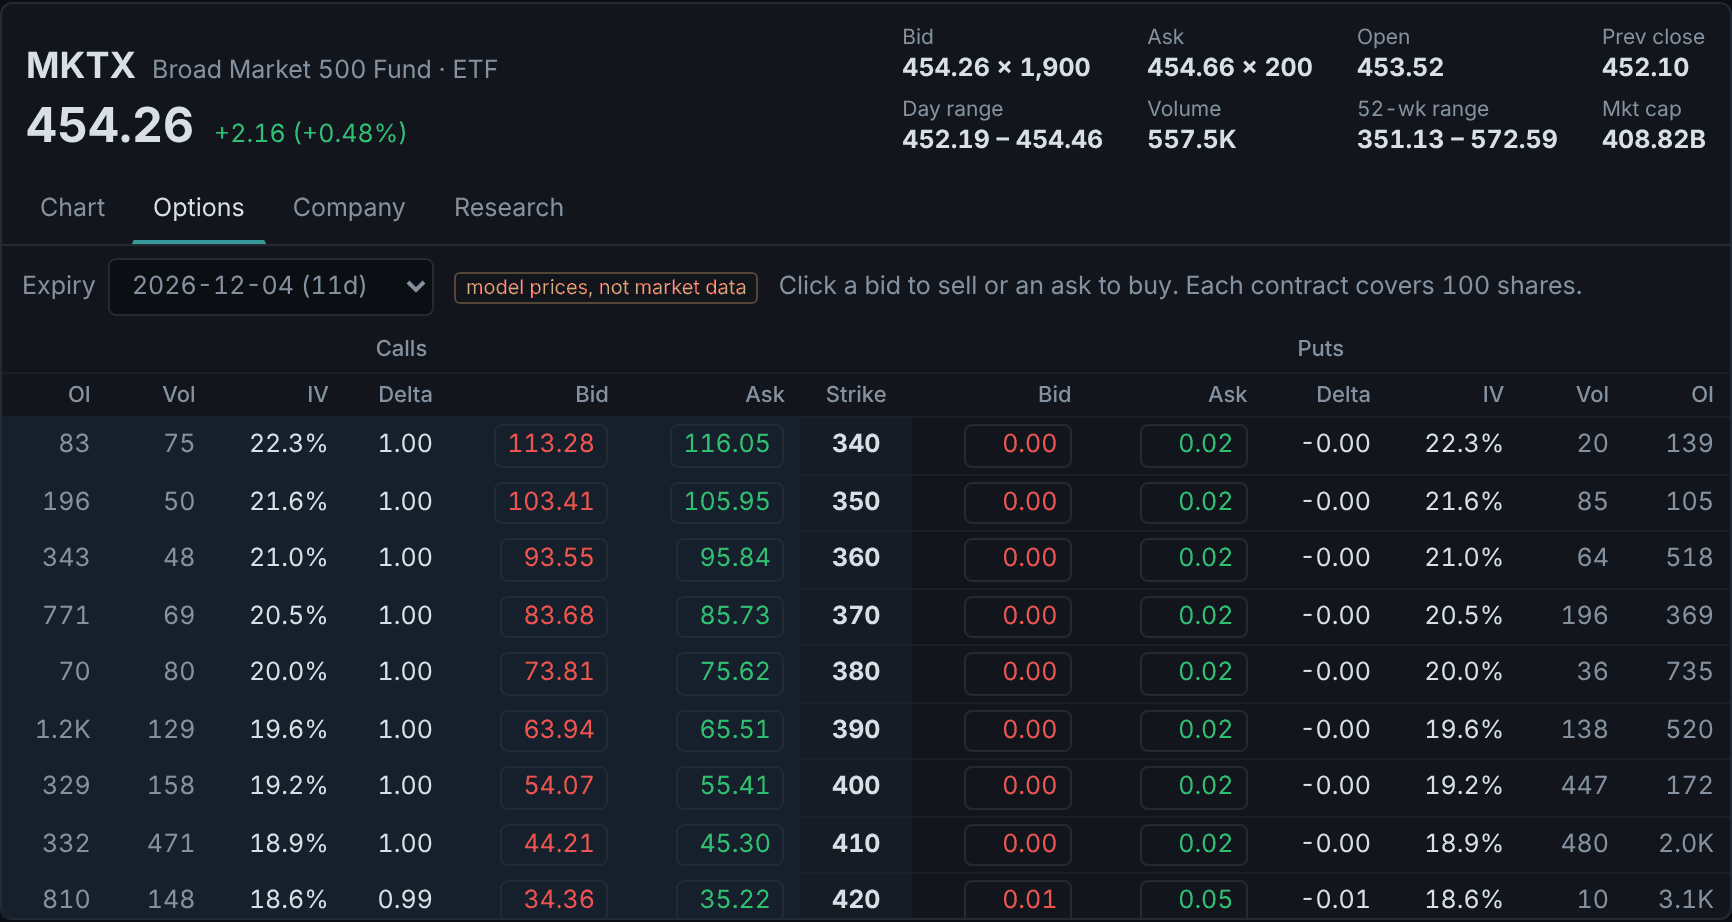 MKTX Broad Market 500 Fund · ETF
454.26 +2.16 (+0.48%)
Bid Ask Open Prev close
454.26 × 1,900 454.66 × 200 453.52 452.10
Day range Volume 52-wk range Mkt cap
452.19 – 454.46 557.5K 351.13 – 572.59 408.82B
Chart Options Company Research
Expiry 2026-12-04 (11d) model prices, not market data Click a bid to sell or an ask to buy. Each contract covers 100 shares.
Calls Puts
OI Vol IV Delta Bid Ask Strike Bid Ask Delta IV Vol OI
83 75 22.3% 1.00 113.28 116.05 340 0.00 0.02 -0.00 22.3% 20 139
196 50 21.6% 1.00 103.41 105.95 350 0.00 0.02 -0.00 21.6% 85 105
343 48 21.0% 1.00 93.55 95.84 360 0.00 0.02 -0.00 21.0% 64 518
771 69 20.5% 1.00 83.68 85.73 370 0.00 0.02 -0.00 20.5% 196 369
70 80 20.0% 1.00 73.81 75.62 380 0.00 0.02 -0.00 20.0% 36 735
1.2K 129 19.6% 1.00 63.94 65.51 390 0.00 0.02 -0.00 19.6% 138 520
329 158 19.2% 1.00 54.07 55.41 400 0.00 0.02 -0.00 19.2% 447 172
332 471 18.9% 1.00 44.21 45.30 410 0.00 0.02 -0.00 18.9% 480 2.0K
810 148 18.6% 0.99 34.36 35.22 420 0.01 0.05 -0.01 18.6% 10 3.1K